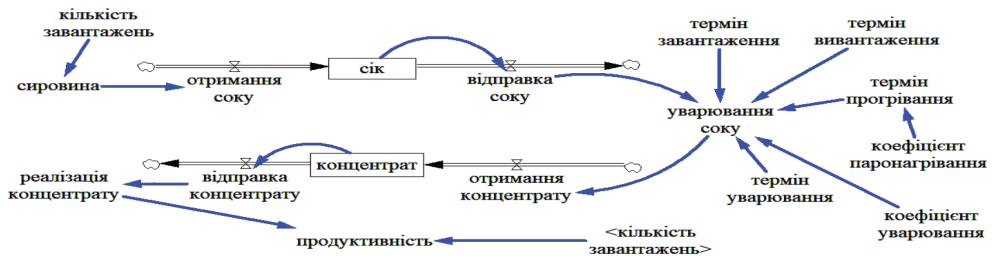 кількість
завантажень
сировина
отримання
соку
сік
відправка
соку
термін
завантаження
термін
вивантаження
уварювання
соку
термін
прогрівання
коефіцієнт
паронагрівання
термін
уварювання
коефіцієнт
уварювання
реалізація
концентрату
відправка
концентрату
концентрат
отримання
концентрату
продуктивність
<кількість
завантажень>